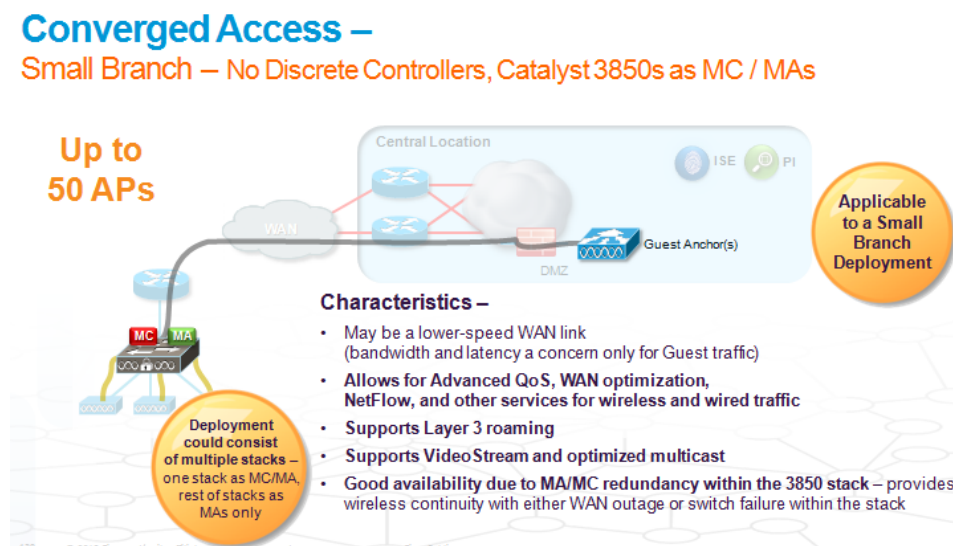 Converged Access –
Small Branch – No Discrete Controllers, Catalyst 3850s as MC / MAs
Up to
50 APs
Central Location
ISE
PI
WAN
Guest Anchor(s)
DMZ
Applicable
to a Small
Branch
Deployment
MC
MA
Characteristics –
• May be a lower-speed WAN link
(bandwidth and latency a concern only for Guest traffic)
• Allows for Advanced QoS, WAN optimization,
NetFlow, and other services for wireless and wired traffic
• Supports Layer 3 roaming
• Supports VideoStream and optimized multicast
• Good availability due to MA/MC redundancy within the 3850 stack – provides
wireless continuity with either WAN outage or switch failure within the stack
Deployment
could consist
of multiple stacks –
one stack as MC/MA,
rest of stacks as
MAs only